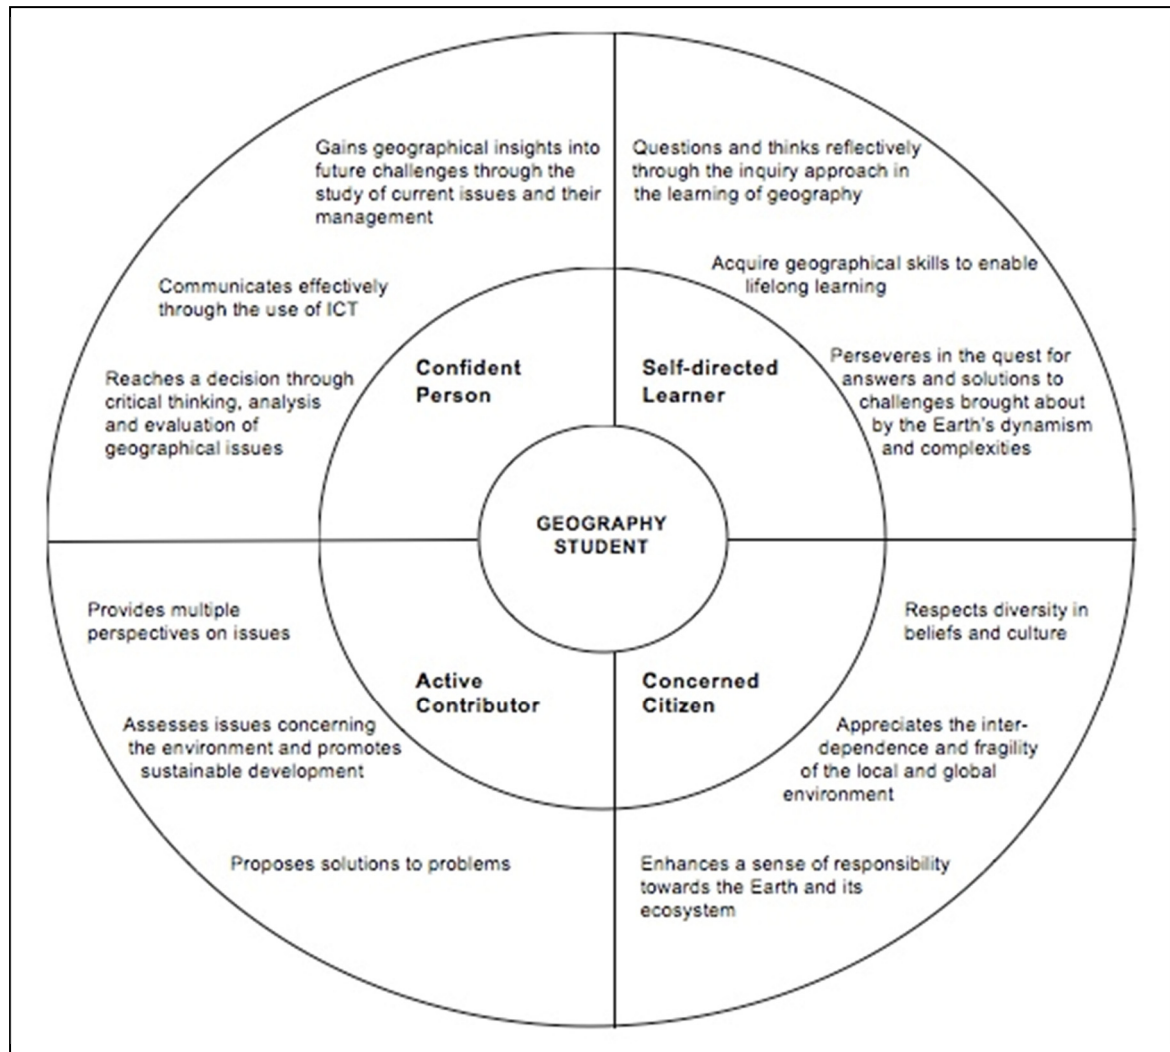 Gains geographical insights into
future challenges through the
study of current issues and their
management
Communicates effectively
through the use of ICT
Reaches a decision through
critical thinking, analysis
and evaluation of
geographical issues
Confident
Person
Questions and thinks reflectively
through the inquiry approach in
the learning of geography
Acquire geographical skills to enable
lifelong learning
Perseveres in the quest for
answers and solutions to
challenges brought about
by the Earth's dynamism
and complexities
Self-directed
Learner
GEOGRAPHY
STUDENT
Provides multiple
perspectives on issues
Assesses issues concerning
the environment and promotes
sustainable development
Proposes solutions to problems
Active
Contributor
Concerned
Citizen
Respects diversity in
beliefs and culture
Appreciates the inter-
dependence and fragility
of the local and global
environment
Enhances a sense of responsibility
towards the Earth and its
ecosystem